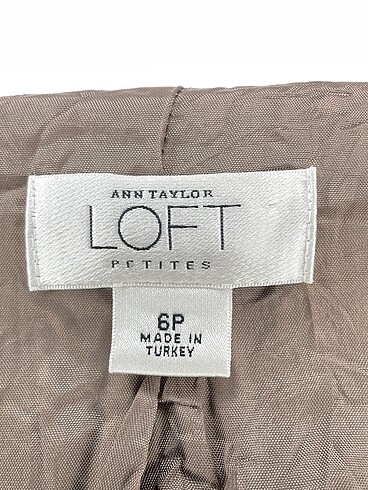 ANN TAYLOR
LOFT
PETITES
6P
MADE IN
TURKEY